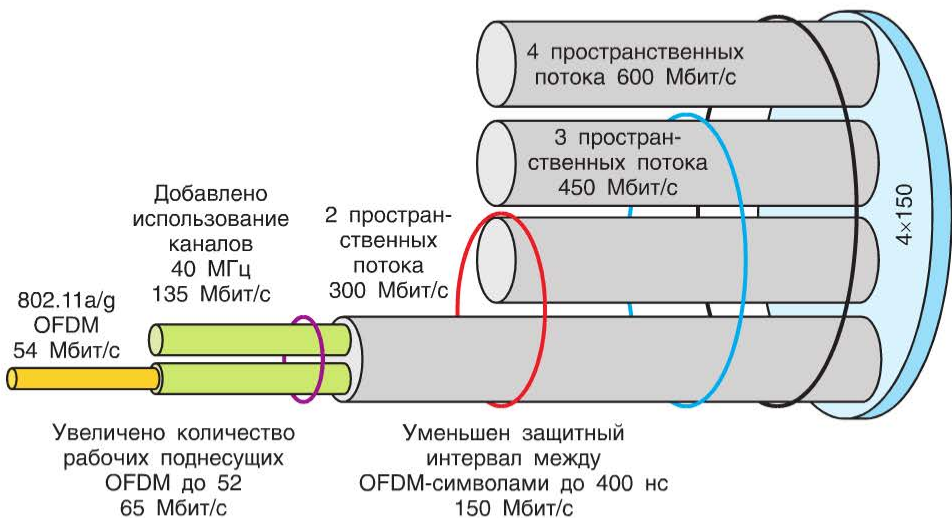 4 пространственных
потока 600 Мбит/с
3 простран-
ственных потока
450 Мбит/с
4×150
Добавлено
использование
каналов
40 МГц
135 Мбит/с
2 простран-
ственных
потока
300 Мбит/с
802.11a/g
OFDM
54 Мбит/с
Увеличено количество
рабочих поднесущих
OFDM до 52
65 Мбит/с
Уменьшен защитный
интервал между
OFDM-символами до 400 нс
150 Мбит/с